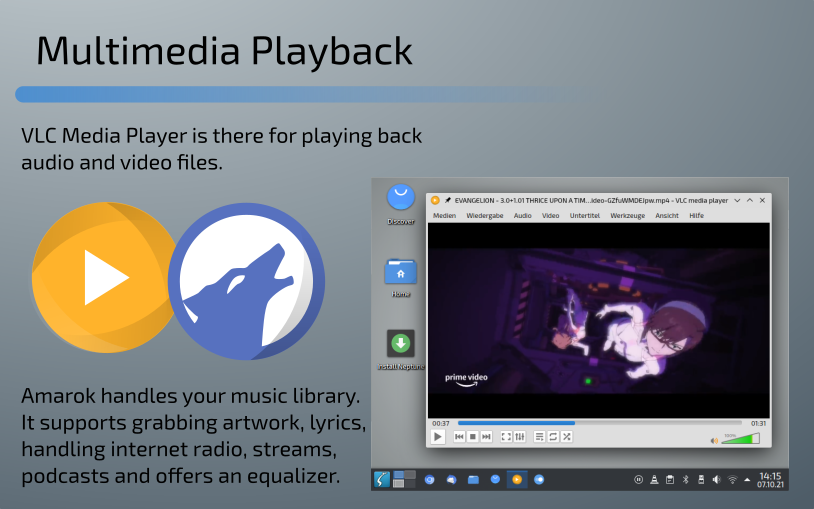 Multimedia Playback
VLC Media Player is there for playing back
audio and video files.
Discover
Home
Install Neptune
EVANGELION - 3.0+1.01 THRICE UPON A TIM...ideo-GZfuWMDEJpw.mp4 - VLC media player
Medien Wiedergabe Audio Video Untertitel Werkzeuge Ansicht Hilfe
prime video
00:37 01:31
100%
14:15
07.10.21
Amarok handles your music library.
It supports grabbing artwork, lyrics,
handling internet radio, streams,
podcasts and offers an equalizer.